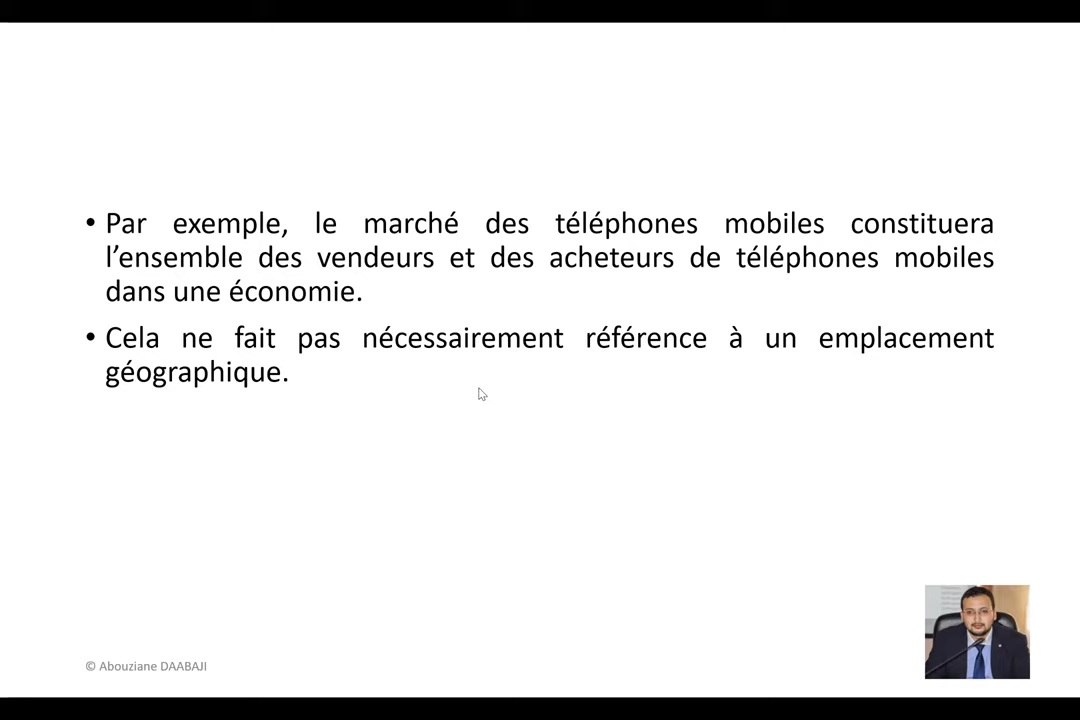 • Par exemple, le marché des téléphones mobiles constituera
l’ensemble des vendeurs et des acheteurs de téléphones mobiles
dans une économie.
• Cela ne fait pas nécessairement référence à un emplacement
géographique.
© Abouziane DAABAJI